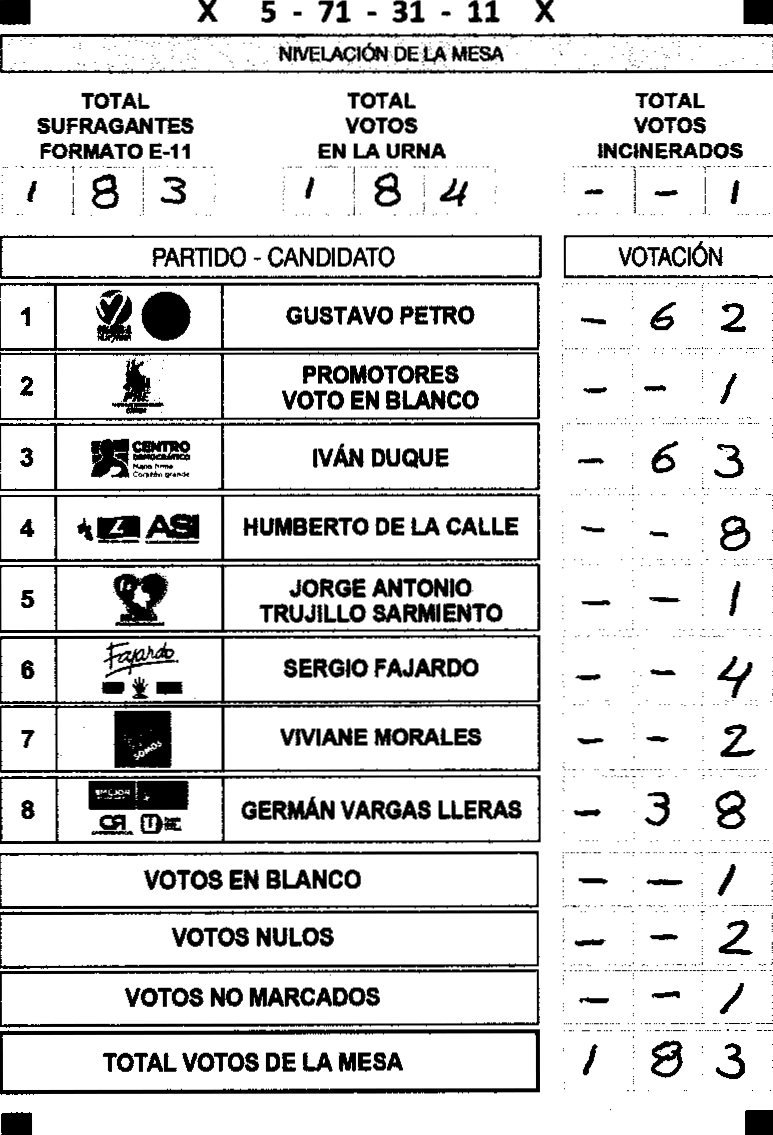 X 5 - 71 - 31 - 11 X
NIVELACIÓN DE LA MESA
TOTAL SUFRAGANTES FORMATO E-11
TOTAL VOTOS EN LA URNA
TOTAL VOTOS INCINERADOS
1 8 3
1 8 4
- - 1
PARTIDO - CANDIDATO VOTACIÓN
1 GUSTAVO PETRO - 6 2
2 PROMOTORES
VOTO EN BLANCO - - 1
3 CENTRO DEMOCRÁTICO
Mano firme
Corazón grande
IVÁN DUQUE - 6 3
4 L ASI HUMBERTO DE LA CALLE - - 8
5 JORGE ANTONIO
TRUJILLO SARMIENTO - - 1
6 Fajardo SERGIO FAJARDO - - 4
7 SOMOS VIVIANE MORALES - - 2
8 MEJOR CR GERMÁN VARGAS LLERAS - 3 8
VOTOS EN BLANCO - - 1
VOTOS NULOS - - 2
VOTOS NO MARCADOS - - 1
TOTAL VOTOS DE LA MESA 1 8 3